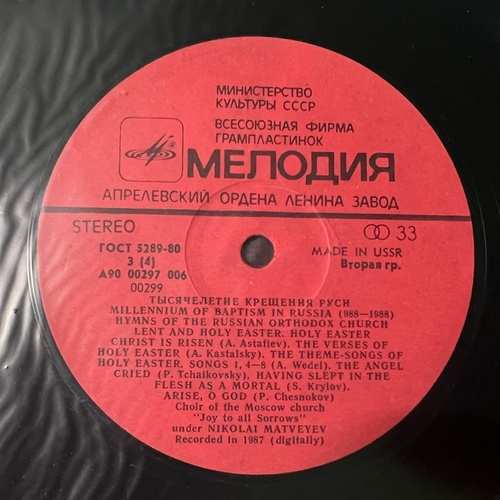 МИНИСТЕРСТВО
КУЛЬТУРЫ СССР
ВСЕСОЮЗНАЯ ФИРМА
ГРАМПЛАСТИНОК
МЕЛОДИЯ
АПРЕЛЕВСКИЙ ОРДЕНА ЛЕНИНА ЗАВОД
STEREO 33
ГОСТ 5289-80 MADE IN USSR
3 (4) Вторая гр.
А90 00297 006
00299
ТЫСЯЧЕЛЕТИЕ КРЕЩЕНИЯ РУСИ
MILLENNIUM OF BAPTISM IN RUSSIA (988—1988)
HYMNS OF THE RUSSIAN ORTHODOX CHURCH
LENT AND HOLY EASTER. HOLY EASTER
CHRIST IS RISEN (A. Astafiev). THE VERSES OF
HOLY EASTER (A. Kastalsky). THE THEME-SONGS OF
HOLY EASTER. SONGS 1, 4—8 (A. Wedel). THE ANGEL
CRIED (P. Tchaikovsky). HAVING SLEPT IN THE
FLESH AS A MORTAL (S. Krylov).
ARISE, O GOD (P. Chesnokov)
Choir of the Moscow church
"Joy to all Sorrows"
under NIKOLAI MATVEYEV
Recorded in 1987 (digitally)